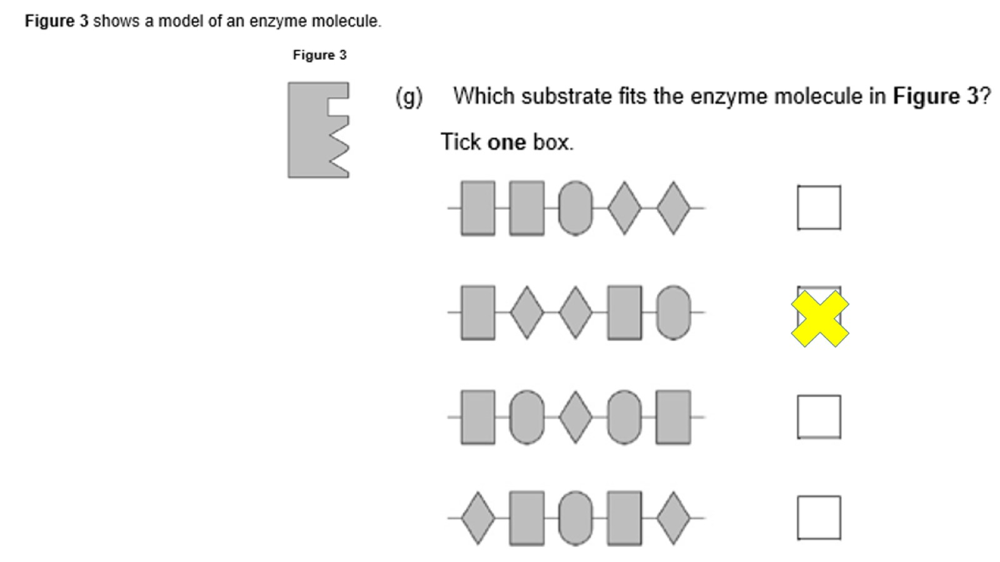 Figure 3 shows a model of an enzyme molecule.
Figure 3
(g) Which substrate fits the enzyme molecule in Figure 3?
Tick one box.